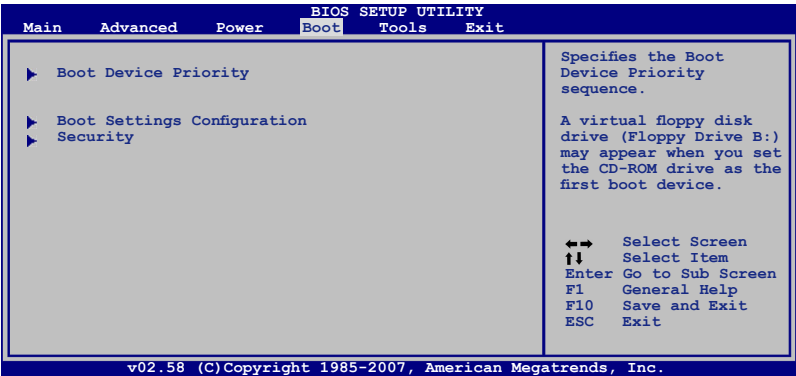 BIOS SETUP UTILITY
Main Advanced Power Boot Tools Exit
Boot Device Priority
Boot Settings Configuration
Security
Specifies the Boot
Device Priority
sequence.
A virtual floppy disk
drive (Floppy Drive B:)
may appear when you set
the CD-ROM drive as the
first boot device.
←→ Select Screen
↑↓ Select Item
Enter Go to Sub Screen
F1 General Help
F10 Save and Exit
ESC Exit
v02.58 (C)Copyright 1985-2007, American Megatrends, Inc.